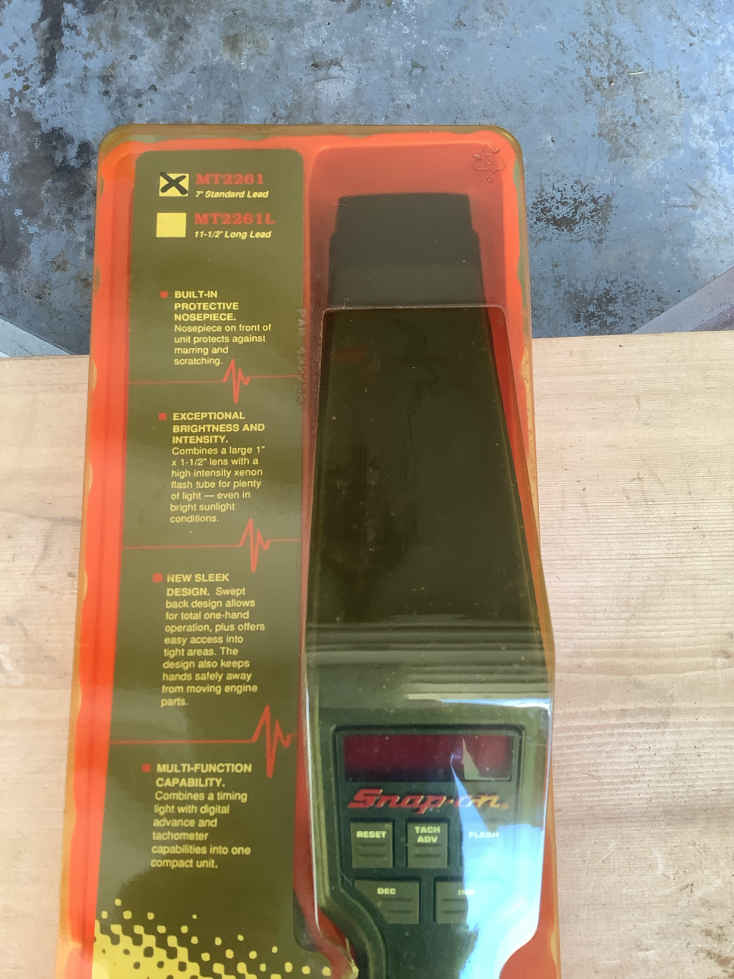 MT2261
7" Standard Lead
MT2261L
11-1/2" Long Lead
BUILT-IN
PROTECTIVE
NOSEPIECE.
Nosepiece on front of
unit protects against
marring and
scratching.
EXCEPTIONAL
BRIGHTNESS AND
INTENSITY.
Combines a large 1"
x 1-1/2" lens with a
high intensity xenon
flash tube for plenty
of light — even in
bright sunlight
conditions.
NEW SLEEK
DESIGN. Swept
back design allows
for total one-hand
operation, plus offers
easy access into
tight areas. The
design also keeps
hands safely away
from moving engine
parts.
MULTI-FUNCTION
CAPABILITY.
Combines a timing
light with digital
advance and
tachometer
capabilities into one
compact unit.
Snap-on
RESET
TACH
ADV
FLASH
DEC